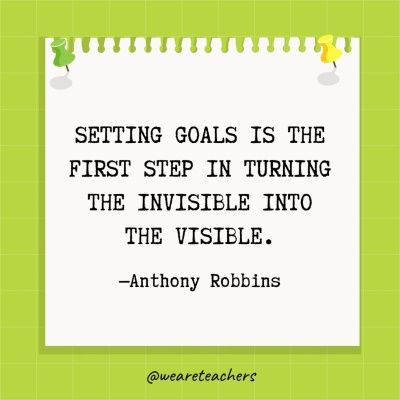 SETTING GOALS IS THE
FIRST STEP IN TURNING
THE INVISIBLE INTO
THE VISIBLE.
—Anthony Robbins
@weareteachers